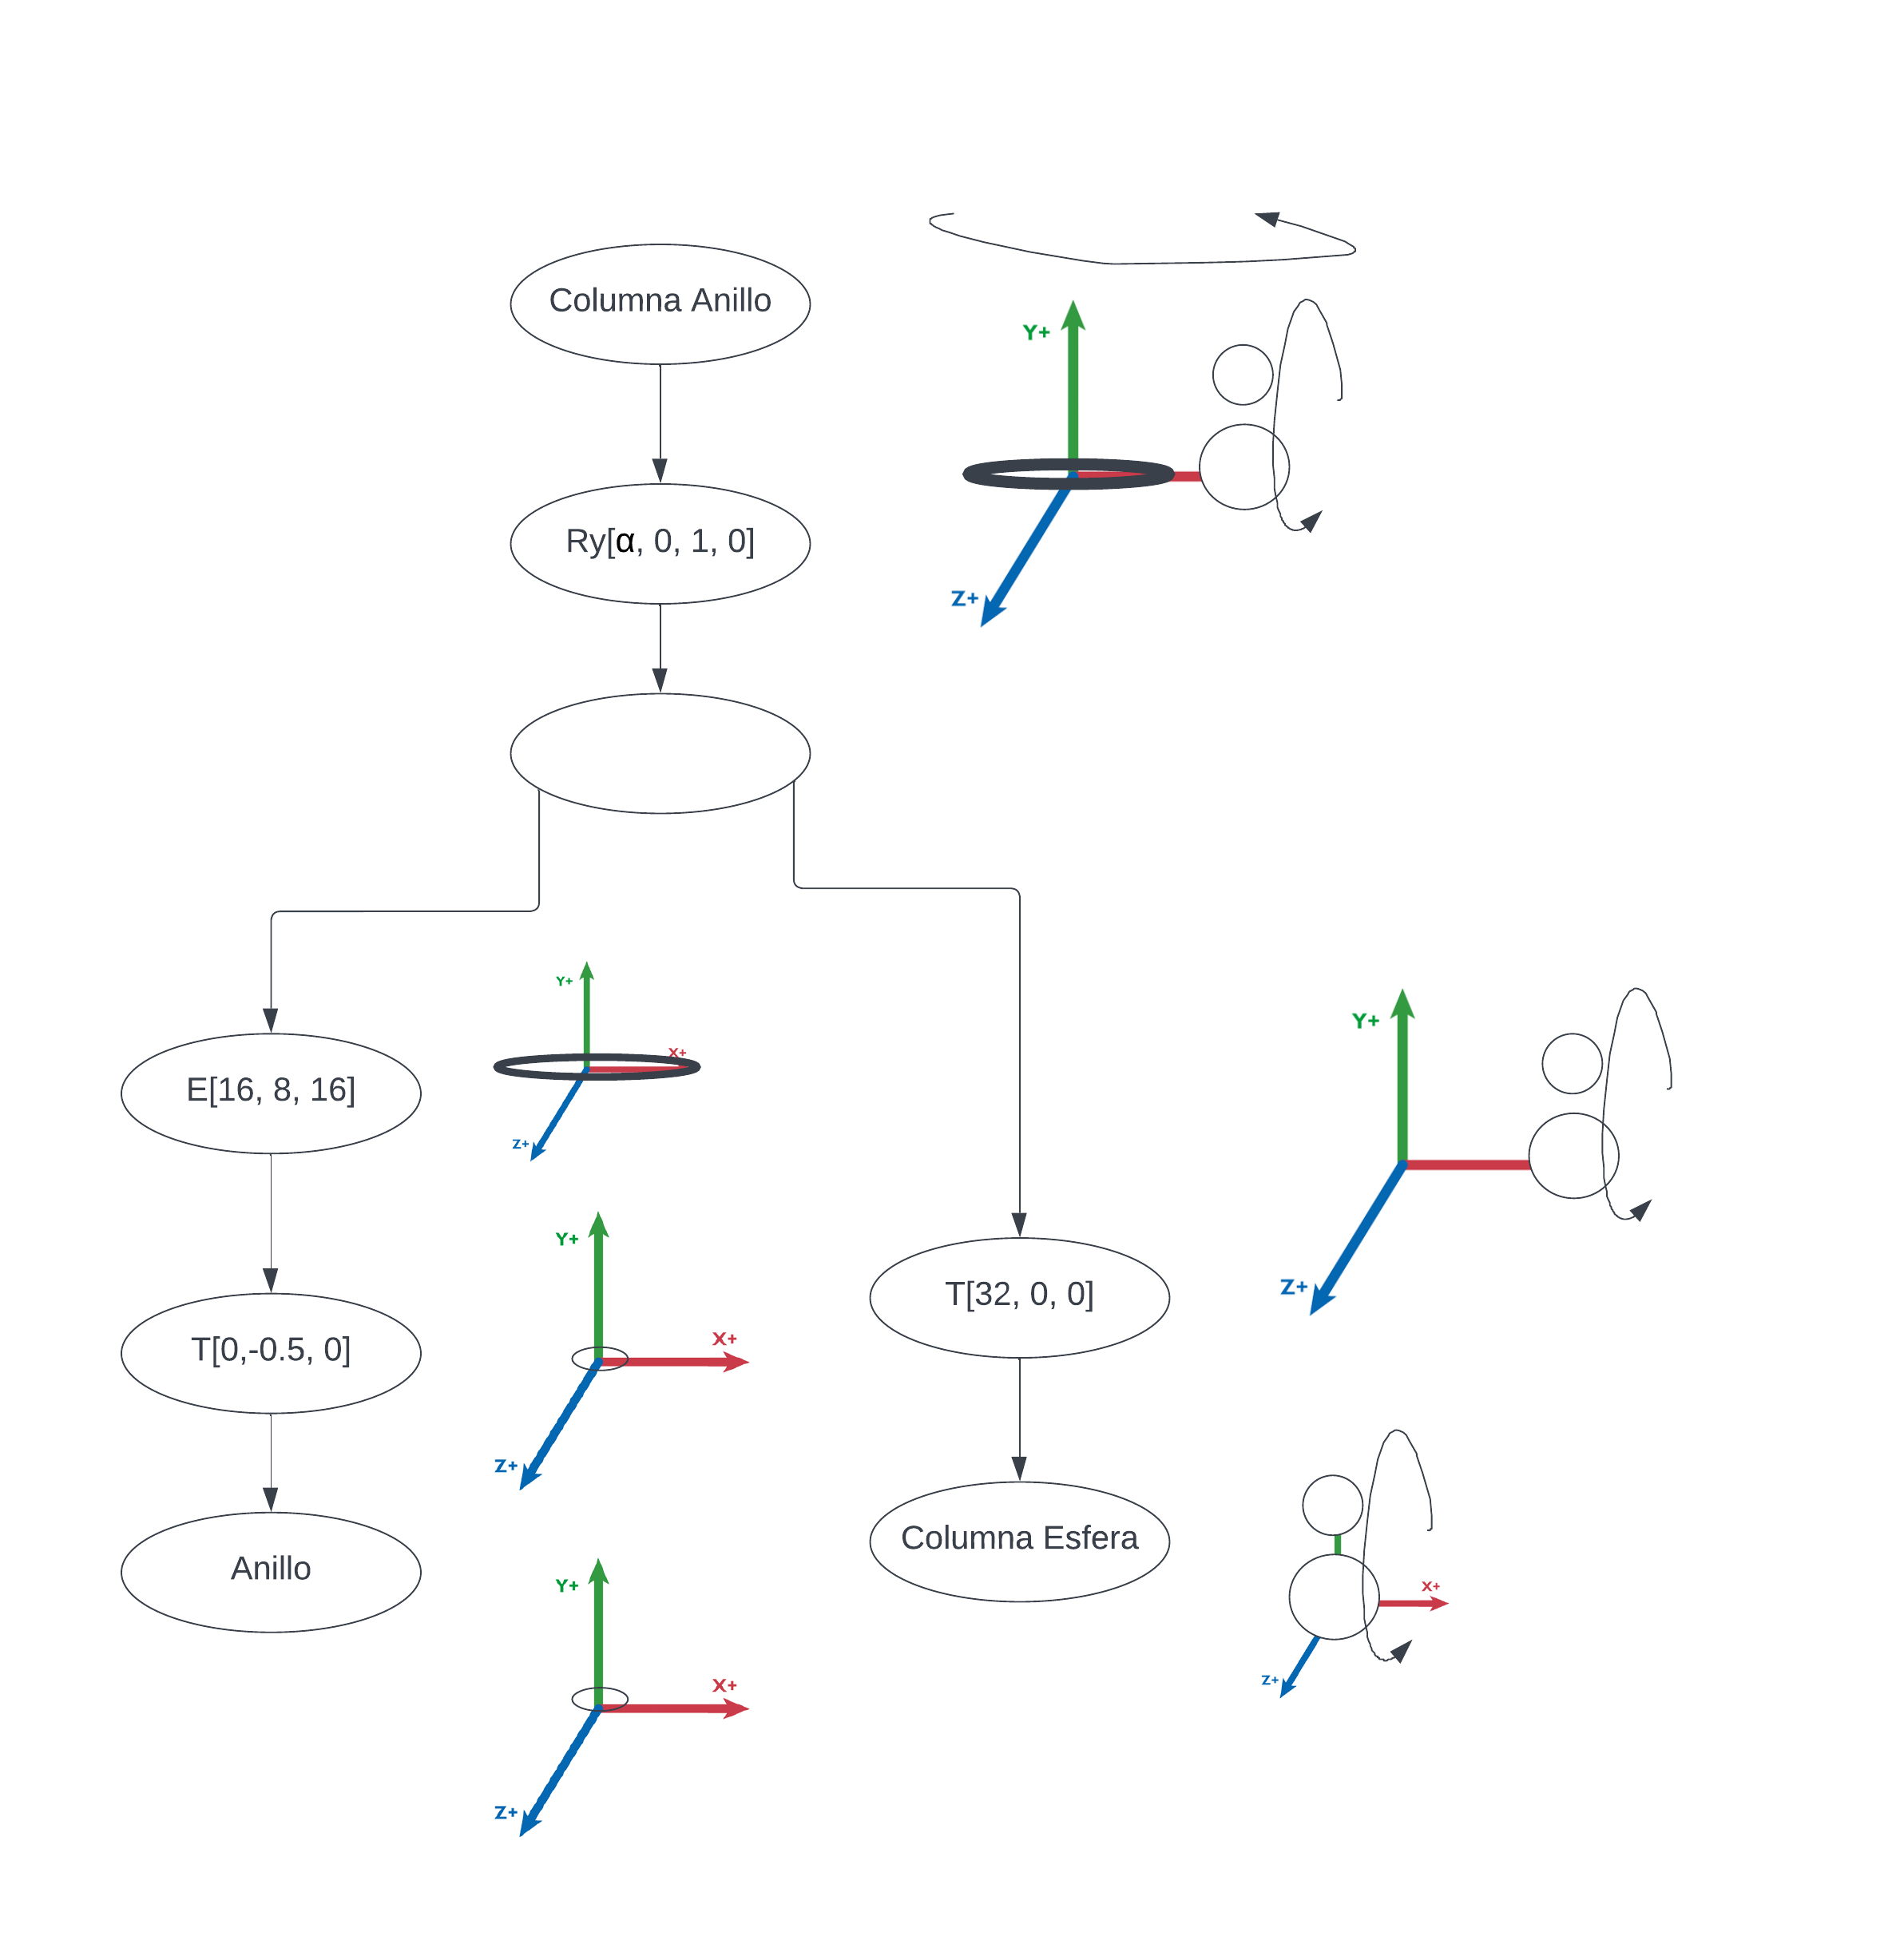 Columna Anillo
Y+
Ry[α, 0, 1, 0]
Z+
Y+
X+
E[16, 8, 16]
Z+
Y+
Z+
Y+
X+
T[0,-0.5, 0]
Z+
T[32, 0, 0]
Columna Esfera
X+
Z+
Anillo
Y+
X+
Z+